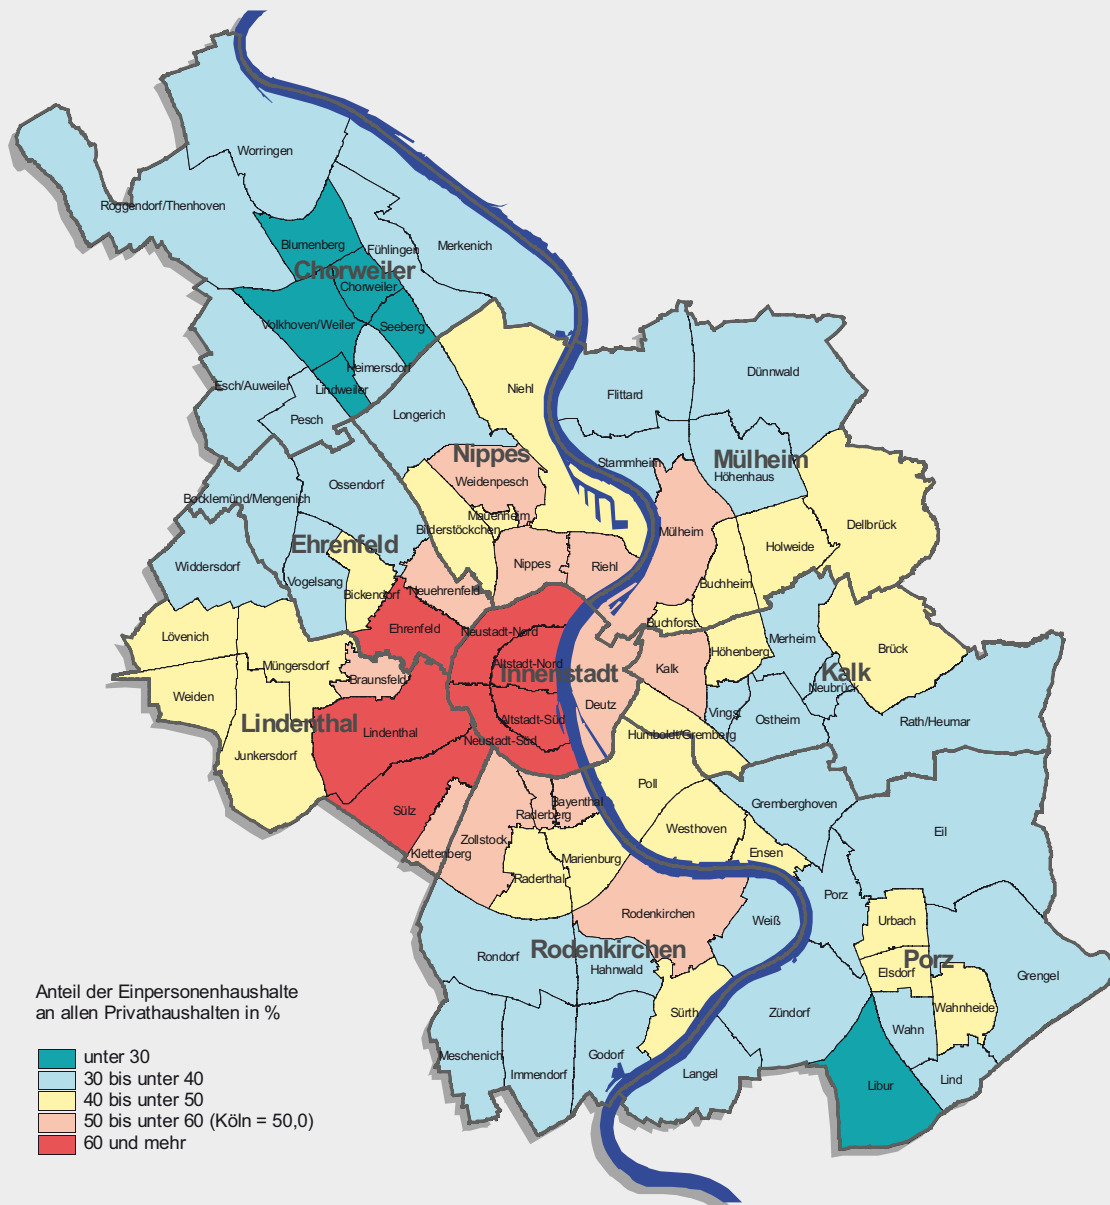 Worringen
Roggendorf/Thenhoven
Blumenberg
Fühlingen
Merkenich
Chorweiler
Chorweiler
Volkhoven/Weiler
Seeberg
Heimersdorf
Lindweiler
Esch/Auweiler
Pesch
Longerich
Niehl
Flittard
Dünnwald
Nippes
Weidenpesch
Stammheim
Mülheim
Höhenhaus
Ossendorf
Bocklemünd/Mengenich
Mauenheim
Bilderstöckchen
Mülheim
Dellbrück
Holweide
Ehrenfeld
Widdersdorf
Vogelsang
Bickendorf
Neuehrenfeld
Nippes
Riehl
Buchheim
Buchforst
Lövenich
Ehrenfeld
Neustadt-Nord
Müngersdorf
Altstadt-Nord
Innenstadt
Kalk
Höhenberg
Merheim
Kalk
Brück
Neubrück
Braunsfeld
Weiden
Lindenthal
Lindenthal
Deutz
Vingst
Ostheim
Rath/Heumar
Altstadt-Süd
Neustadt-Süd
Humboldt/Gremberg
Junkersdorf
Poll
Sülz
Bayenthal
Raderberg
Gremberghoven
Westhoven
Eil
Zollstock
Klettenberg
Marienburg
Ensen
Raderthal
Porz
Rodenkirchen
Weiß
Urbach
Rondorf
Rodenkirchen
Hahnwald
Porz
Elsdorf
Grengel
Sürth
Zündorf
Wahnheide
Wahn
Meschenich
Immendorf
Godorf
Langel
Libur
Lind
Anteil der Einpersonenhaushalte
an allen Privathaushalten in %
unter 30
30 bis unter 40
40 bis unter 50
50 bis unter 60 (Köln = 50,0)
60 und mehr